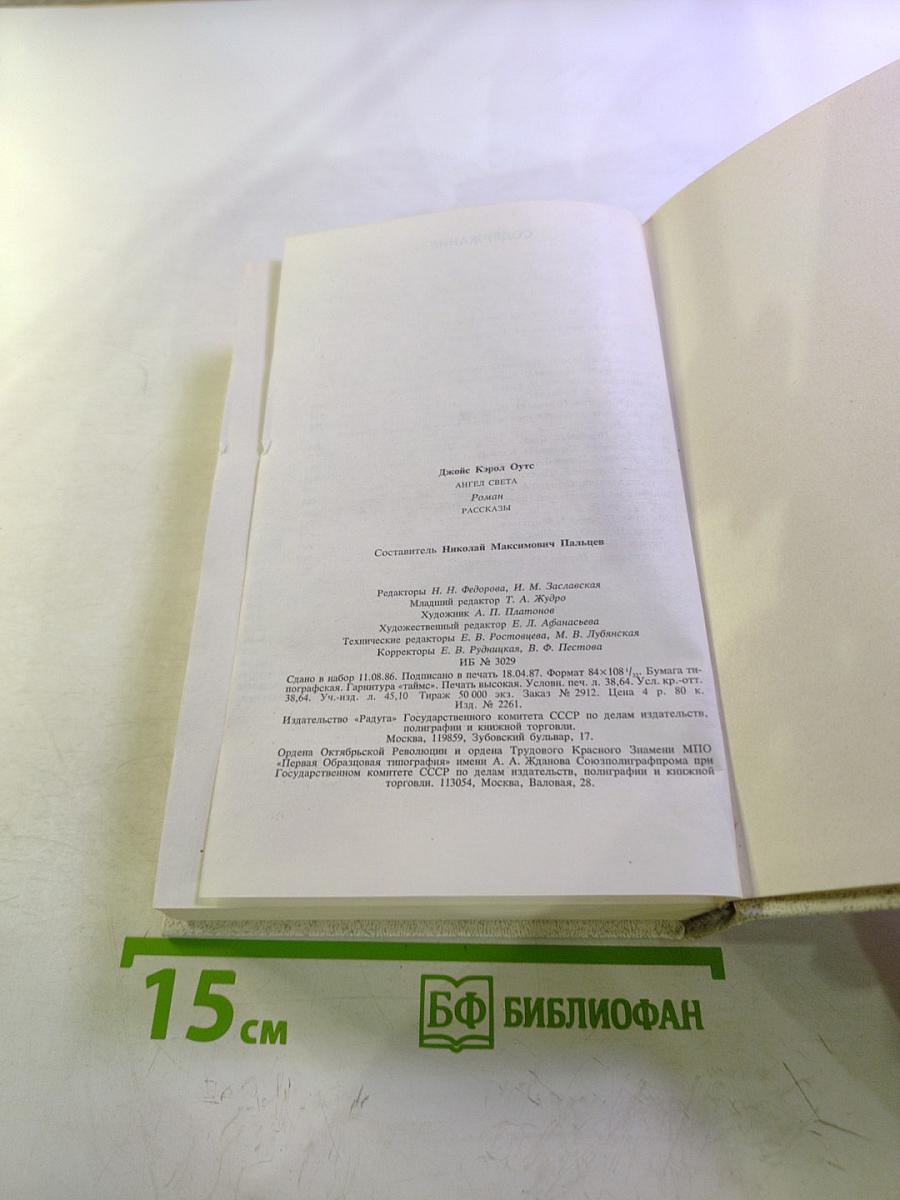 СОДЕРЖАНИЕ
Джойс Кэрол Оутс
АНГЕЛ СВЕТА
Роман
РАССКАЗЫ
Составитель Николай Максимович Пальцев
Редакторы Н. Н. Федорова, И. М. Заславская
Младший редактор Т. А. Жудро
Художник А. П. Платонов
Художественный редактор Е. Л. Афанасьева
Технические редакторы Е. В. Ростовцева, М. В. Лубянская
Корректоры Е. В. Рудницкая, В. Ф. Пестова
ИБ № 3029
Сдано в набор 11.08.86. Подписано в печать 18.04.87. Формат 84×108 1/32. Бумага ти-
пографская. Гарнитура «таймс». Печать высокая. Условн. печ. л. 38,64. Усл. кр.-отт.
38,64. Уч.-изд. л. 45,10 Тираж 50 000 экз. Заказ № 2912. Цена 4 р. 80 к.
Изд. № 2261.
Издательство «Радуга» Государственного комитета СССР по делам издательств,
полиграфии и книжной торговли.
Москва, 119859, Зубовский бульвар, 17.
Ордена Октябрьской Революции и ордена Трудового Красного Знамени МПО
«Первая Образцовая типография» имени А. А. Жданова Союзполиграфпрома при
Государственном комитете СССР по делам издательств, полиграфии и книжной
торговли. 113054, Москва, Валовая, 28.
15 см
БФ БИБЛИОФАН